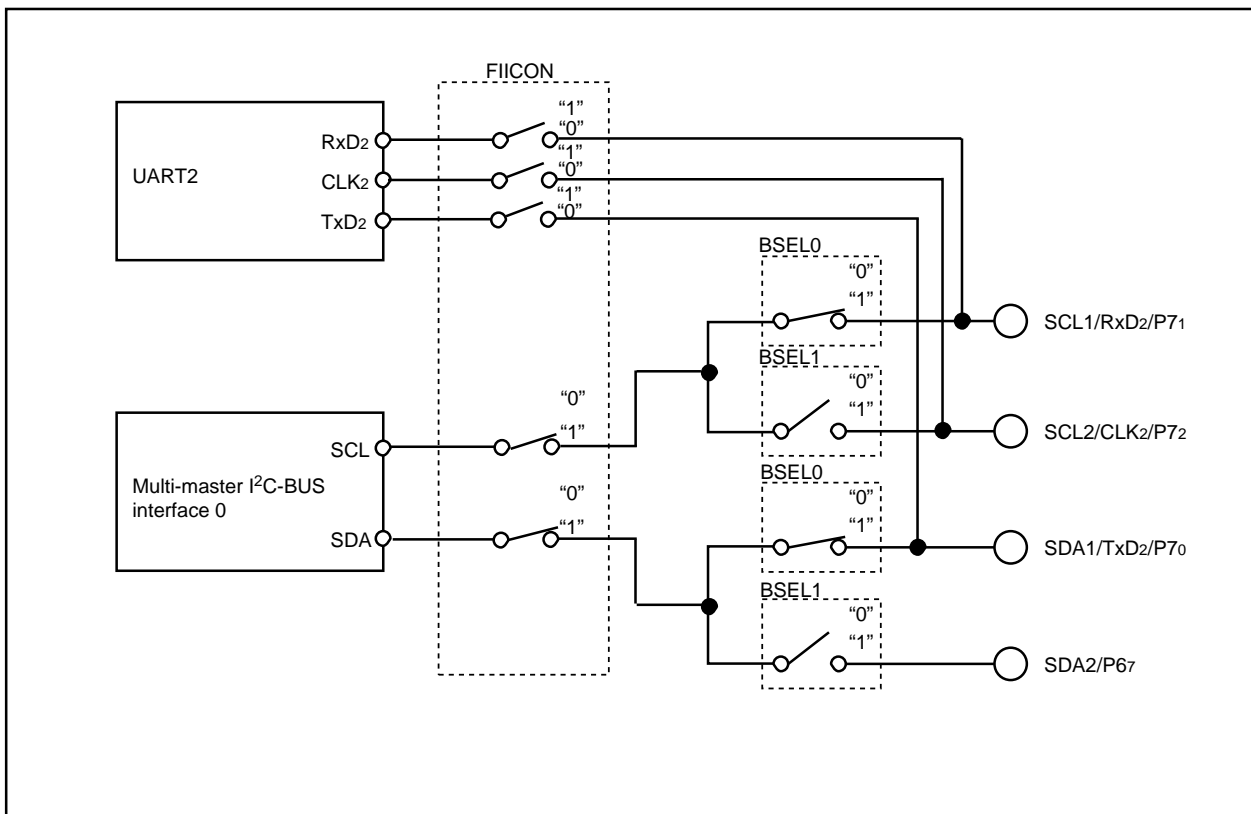 FIICON
UART2
RxD2
“1”
“0”
CLK2
“1”
“0”
TxD2
“1”
“0”
BSEL0
“0”
“1”
SCL1/RxD2/P71
BSEL1
“0”
“1”
SCL2/CLK2/P72
Multi-master I²C-BUS
interface 0
SCL
“0”
“1”
SDA
“0”
“1”
BSEL0
“0”
“1”
SDA1/TxD2/P70
BSEL1
“0”
“1”
SDA2/P67